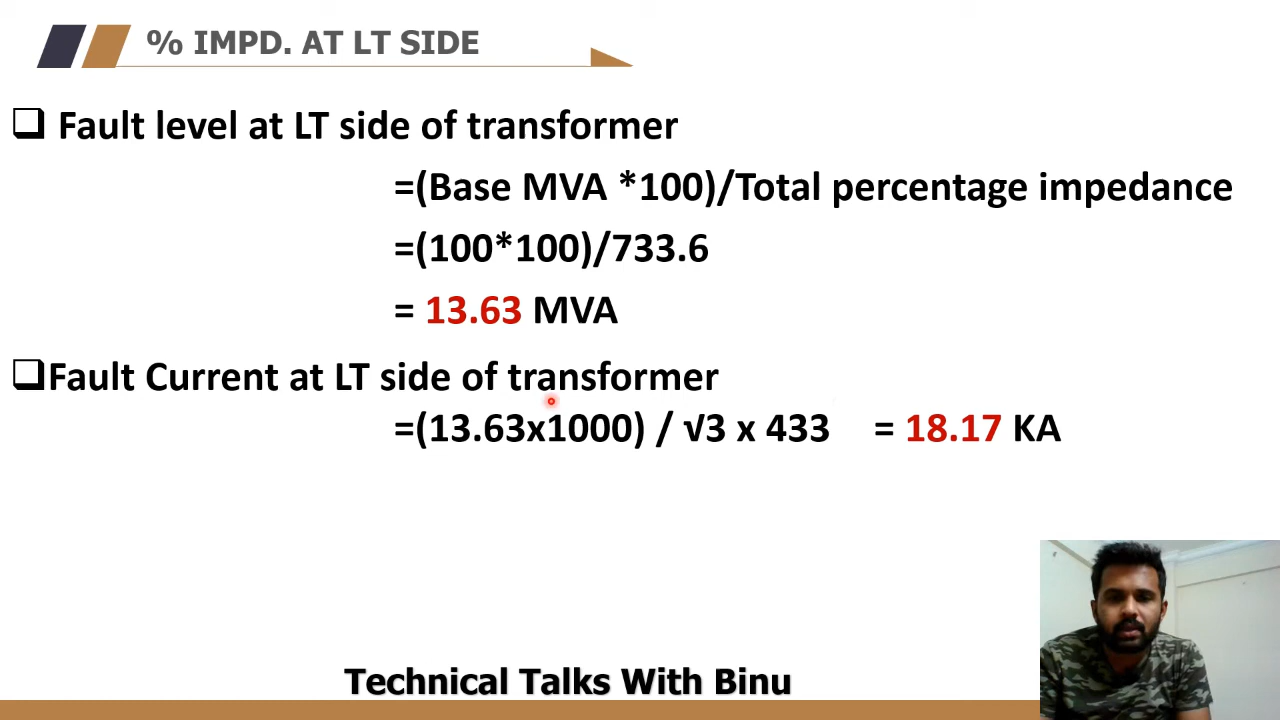 % IMPD. AT LT SIDE
Fault level at LT side of transformer
=(Base MVA *100)/Total percentage impedance
=(100*100)/733.6
= 13.63 MVA
Fault Current at LT side of transformer
=(13.63x1000) / √3 x 433 = 18.17 KA
Technical Talks With Binu